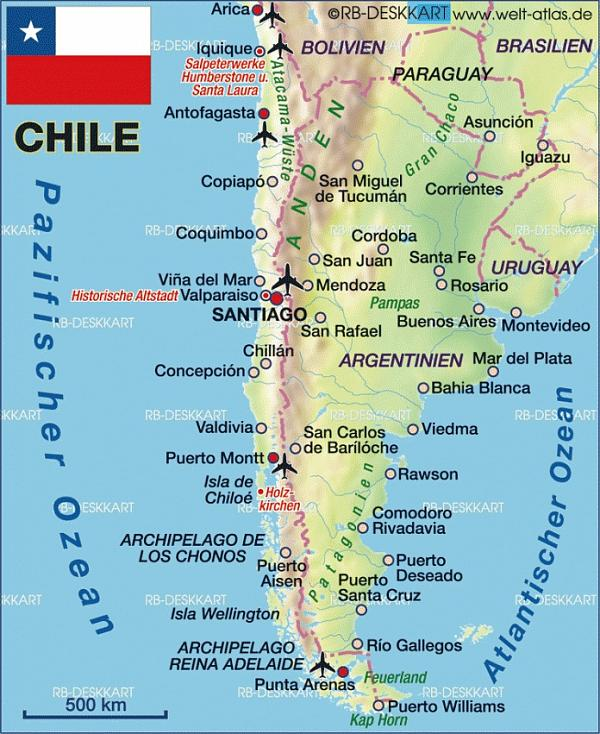 ©RB-DESKKART www.welt-atlas.de
Arica
BOLIVIEN
BRASILIEN
Iquique
Salpeterwerke
Humberstone u.
Santa Laura
PARAGUAY
CHILE
Atacama-Wüste
Antofagasta
ANDEN
Gran Chaco
Asunción
Iguazu
Copiapó
San Miguel
de Tucumán
Corrientes
Pazifischer Ozean
Coquimbo
Cordoba
San Juan
Santa Fe
URUGUAY
Viña del Mar
Mendoza
Rosario
Historische Altstadt
Valparaiso
Pampas
SANTIAGO
San Rafael
Buenos Aires
Montevideo
Chillán
ARGENTINIEN
Mar del Plata
Concepción
Bahia Blanca
Valdivia
San Carlos
de Barilóche
Viedma
Atlantischer Ozean
Puerto Montt
Isla de
Chiloé
Holz-
kirchen
Rawson
Patagonien
Comodoro
Rivadavia
ARCHIPELAGO DE
LOS CHONOS
Puerto
Aisen
Puerto
Deseado
Puerto
Santa Cruz
Isla Wellington
ARCHIPELAGO
REINA ADELAIDE
Río Gallegos
Punta Arenas
Feuerland
Puerto Williams
Kap Horn
500 km
RB-DESKKART